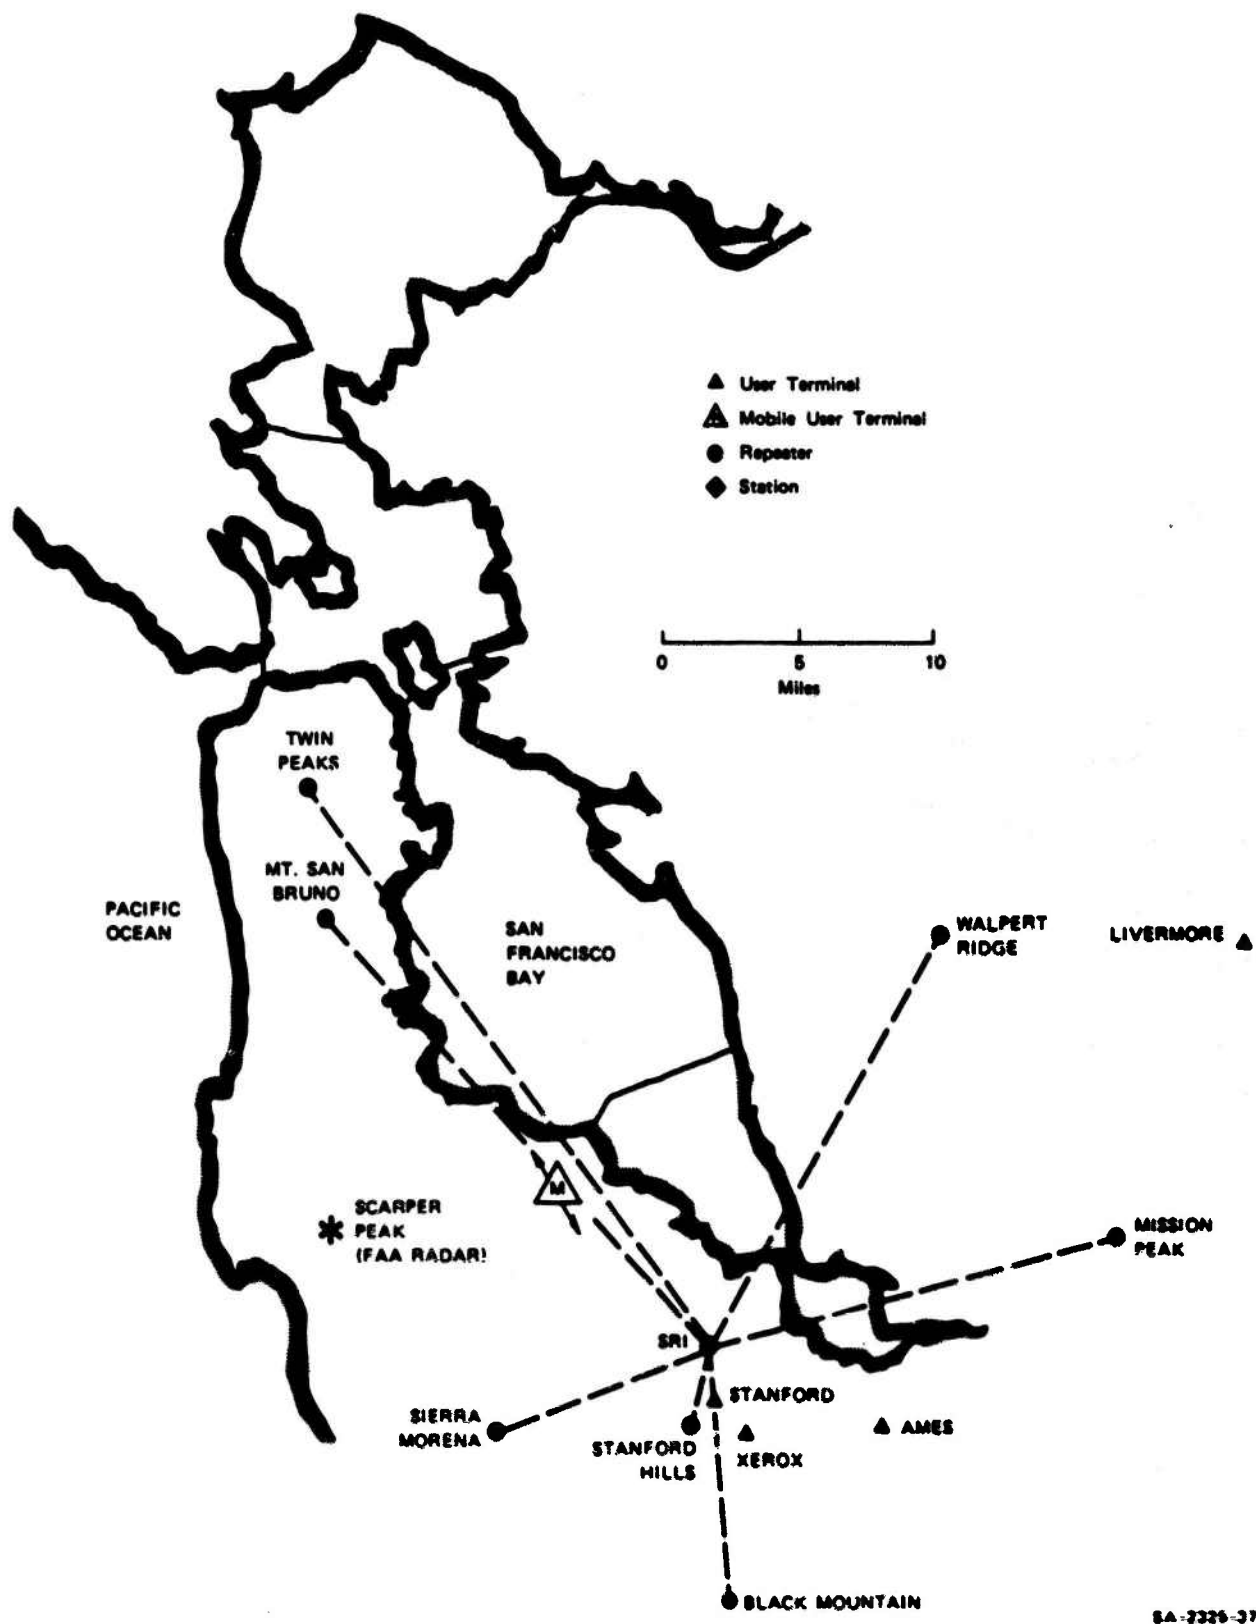 User Terminal
Mobile User Terminal
Repeater
Station
0 5 10
Miles
TWIN
PEAKS
MT. SAN
BRUNO
PACIFIC
OCEAN
SAN
FRANCISCO
BAY
WALPERT
RIDGE
LIVERMORE
M
SCARPER
PEAK
(FAA RADAR)
MISSION
PEAK
SRI
STANFORD
SIERRA
MORENA
STANFORD
HILLS
XEROX
AMES
BLACK MOUNTAIN